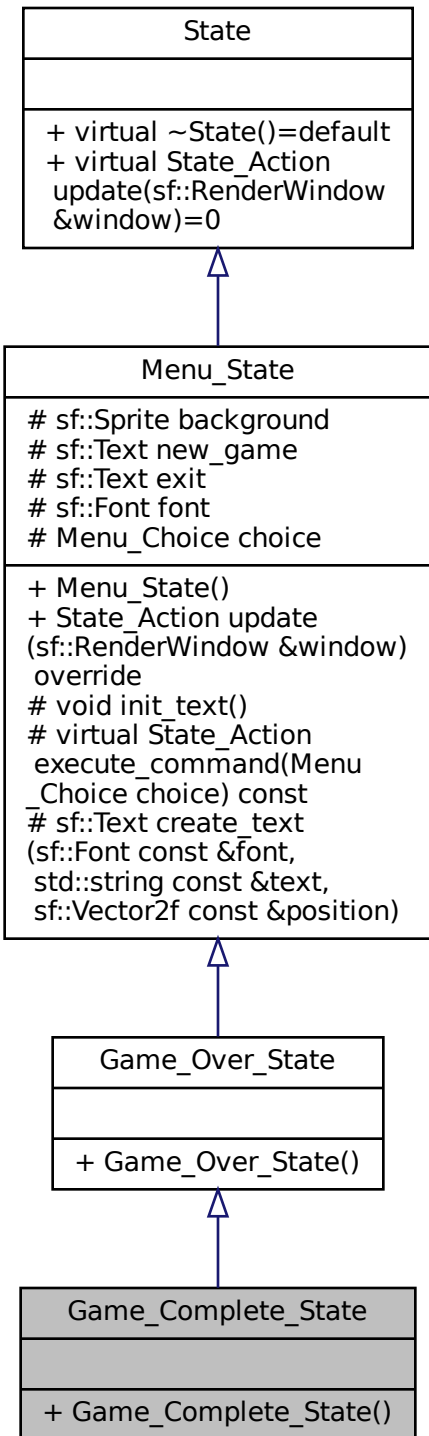 State
+ virtual ~State()=default
+ virtual State_Action
update(sf::RenderWindow
&window)=0
Menu_State
# sf::Sprite background
# sf::Text new_game
# sf::Text exit
# sf::Font font
# Menu_Choice choice
+ Menu_State()
+ State_Action update
(sf::RenderWindow &window)
override
# void init_text()
# virtual State_Action
execute_command(Menu
_Choice choice) const
# sf::Text create_text
(sf::Font const &font,
std::string const &text,
sf::Vector2f const &position)
Game_Over_State
+ Game_Over_State()
Game_Complete_State
+ Game_Complete_State()